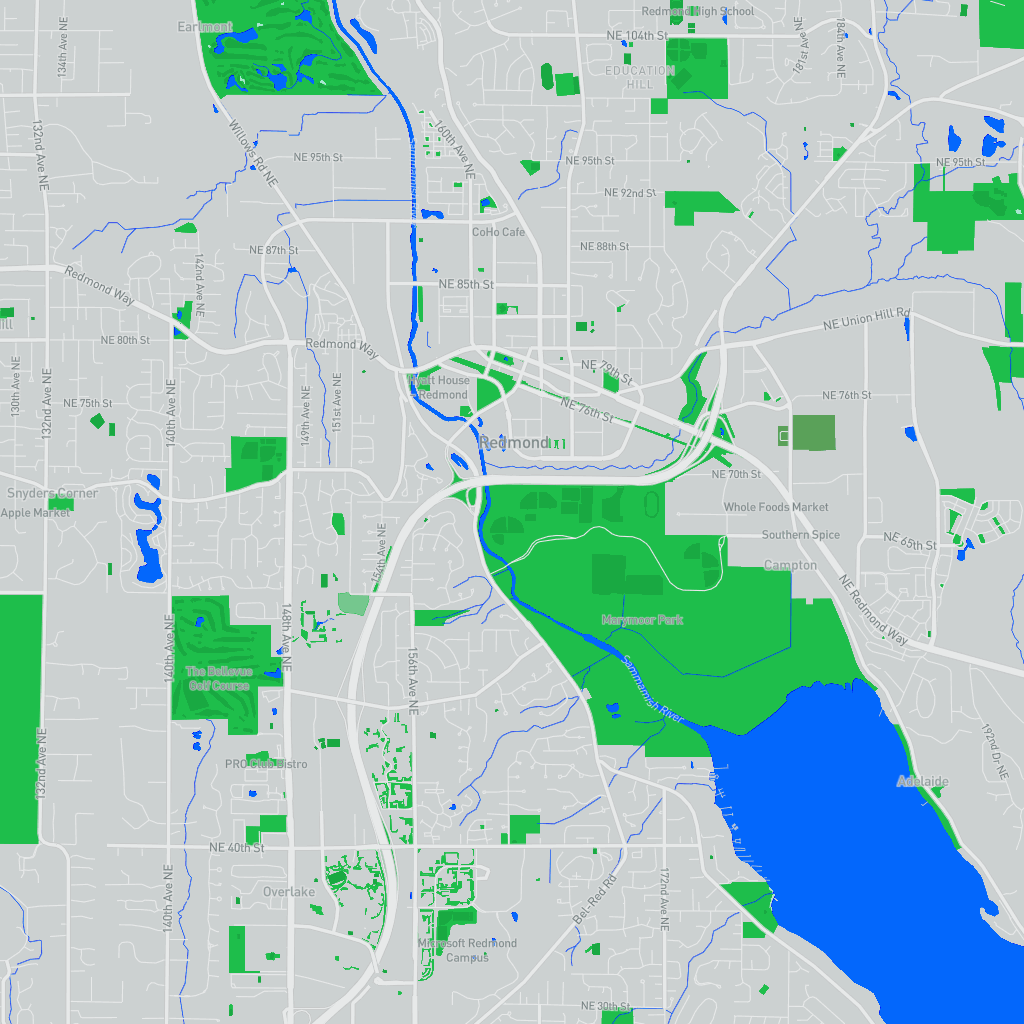 Redmond High School
Earlmont
NE 104th St
134th Ave NE
181st Ave NE
184th Ave NE
EDUCATION
HILL
132nd Ave NE
Willows Rd NE
160th Ave NE
NE 95th St
NE 95th St
NE 95th St
NE 92nd St
CoHo Cafe
NE 88th St
NE 87th St
142nd Ave NE
Redmond Way
NE 85th St
NE Union Hill Rd
NE 80th St
Redmond Way
NE 79th St
Hyatt House
Redmond
130th Ave NE
132nd Ave NE
NE 75th St
140th Ave NE
149th Ave NE
151st Ave NE
NE 76th St
NE 76th St
Redmond
NE 70th St
Snyders Corner
Apple Market
Whole Foods Market
Southern Spice
NE 65th St
154th Ave NE
Campton
NE Redmond Way
140th Ave NE
148th Ave NE
Marymoor Park
156th Ave NE
The Bellevue
Golf Course
Sammamish River
132nd Ave NE
192nd Dr NE
PRO Club Bistro
Adelaide
NE 40th St
140th Ave NE
Overlake
Bel-Red Rd
172nd Ave NE
Microsoft Redmond
Campus
NE 30th St